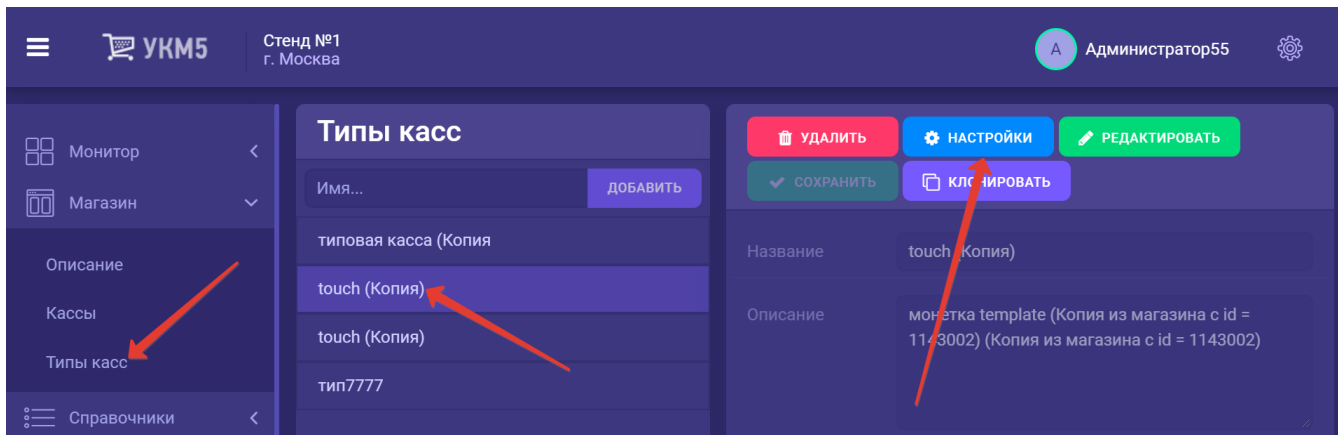 УКМ5
Стенд №1
г. Москва
А
Администратор55
Монитор
Магазин
Описание
Кассы
Типы касс
Справочники
Типы касс
Имя...
ДОБАВИТЬ
типовая касса (Копия
touch (Копия)
touch (Копия)
тип7777
УДАЛИТЬ
НАСТРОЙКИ
РЕДАКТИРОВАТЬ
СОХРАНИТЬ
КЛОНИРОВАТЬ
Название
touch (Копия)
Описание
монетка template (Копия из магазина с id =
1143002) (Копия из магазина с id = 1143002)